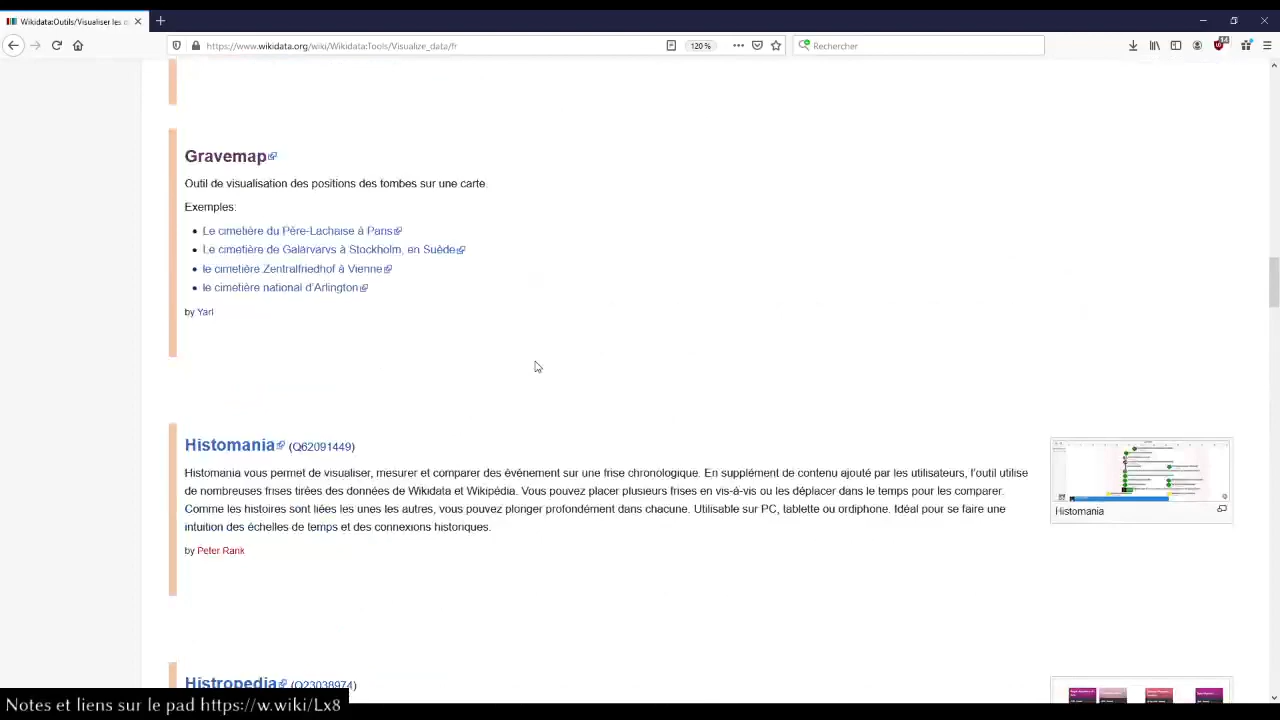 Wikidata:Outils/Visualiser les d
https://www.wikidata.org/wiki/Wikidata:Tools/Visualize_data/fr
120 %
Rechercher
14
Gravemap
Outil de visualisation des positions des tombes sur une carte.
Exemples:
Le cimetière du Père-Lachaise à Paris
Le cimetière de Galärvarvs à Stockholm, en Suède
le cimetière Zentralfriedhof à Vienne
le cimetière national d'Arlington
by Yarl
Histomania (Q62091449)
Histomania vous permet de visualiser, mesurer et comparer des événement sur une frise chronologique. En supplément de contenu ajouté par les utilisateurs, l'outil utilise
de nombreuses frises tirées des données de Wikidata/Wikipedia. Vous pouvez placer plusieurs frises en vis-à-vis ou les déplacer dans le temps pour les comparer.
Comme les histoires sont liées les unes les autres, vous pouvez plonger profondément dans chacune. Utilisable sur PC, tablette ou ordiphone. Idéal pour se faire une
intuition des échelles de temps et des connexions historiques.
Histomania
by Peter Rank
Histropedia (Q23038974)
Notes et liens sur le pad https://w.wiki/Lx8